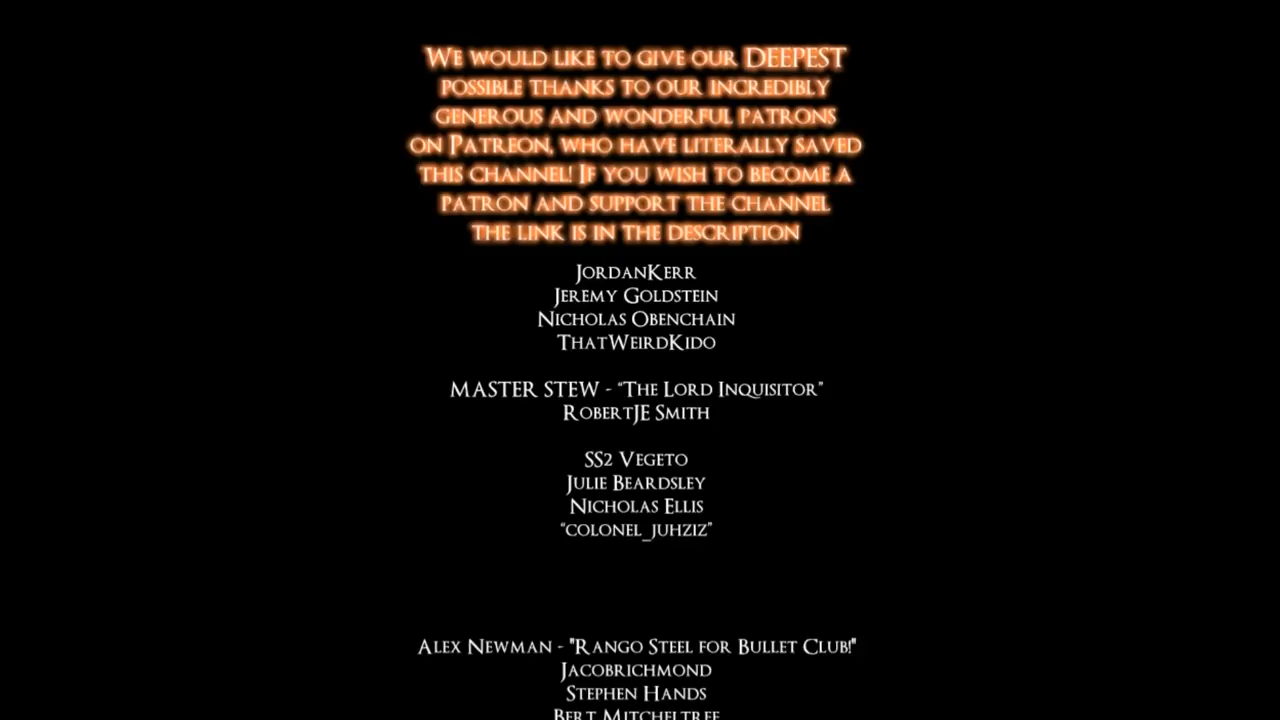 We would like to give our DEEPEST
possible thanks to our incredibly
generous and wonderful patrons
on Patreon, who have literally saved
this channel! If you wish to become a
patron and support the channel
the link is in the description
JordanKerr
Jeremy Goldstein
Nicholas Obenchain
ThatWeirdKido
MASTER STEW - “The Lord Inquisitor”
RobertJE Smith
SS2 Vegeto
Julie Beardsley
Nicholas Ellis
“colonel_juhziz”
Alex Newman - "Rango Steel for Bullet Club!"
Jacobrichmond
Stephen Hands
Bert Mitcheltree